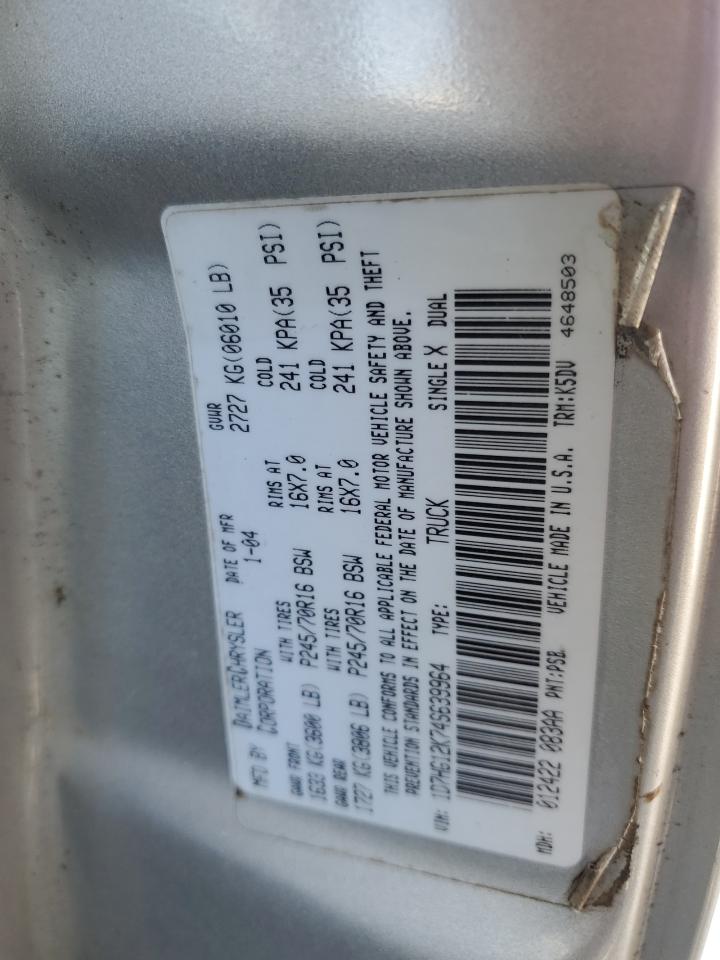 MFD BY DAIMLERCHRYSLER CORPORATION DATE OF MFR 1-04 GVWR 2727 KG(06010 LB)
GAWR FRONT WITH TIRES RIMS AT COLD
1633 KG(3600 LB) P245/70R16 BSW 16X7.0 241 KPA(35 PSI)
GAWR REAR WITH TIRES RIMS AT COLD
1727 KG(3806 LB) P245/70R16 BSW 16X7.0 241 KPA(35 PSI)
THIS VEHICLE CONFORMS TO ALL APPLICABLE FEDERAL MOTOR VEHICLE SAFETY AND THEFT
PREVENTION STANDARDS IN EFFECT ON THE DATE OF MANUFACTURE SHOWN ABOVE.
VIN: 1D7HG12K74S639964 TYPE: TRUCK SINGLE X DUAL
MDH: 012422 083AA PNT:PSB VEHICLE MADE IN U.S.A. TRM:K5DV 4648503